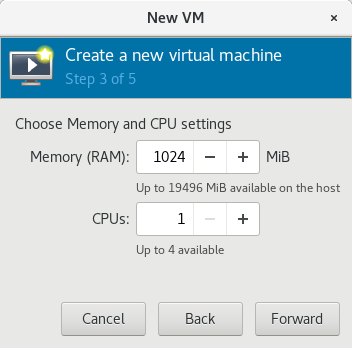 New VM ×
Create a new virtual machine
Step 3 of 5
Choose Memory and CPU settings
Memory (RAM): 1024 − + MiB
Up to 19496 MiB available on the host
CPUs: 1 − +
Up to 4 available
Cancel Back Forward